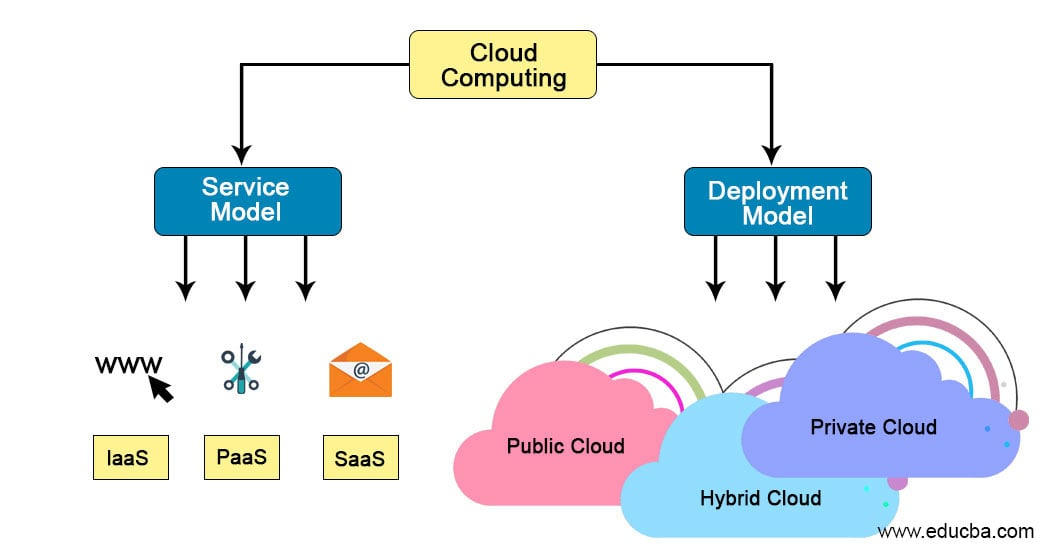 Cloud
Computing
Service
Model
Deployment
Model
www
@
IaaS
PaaS
SaaS
Public Cloud
Hybrid Cloud
Private Cloud
www.educba.com